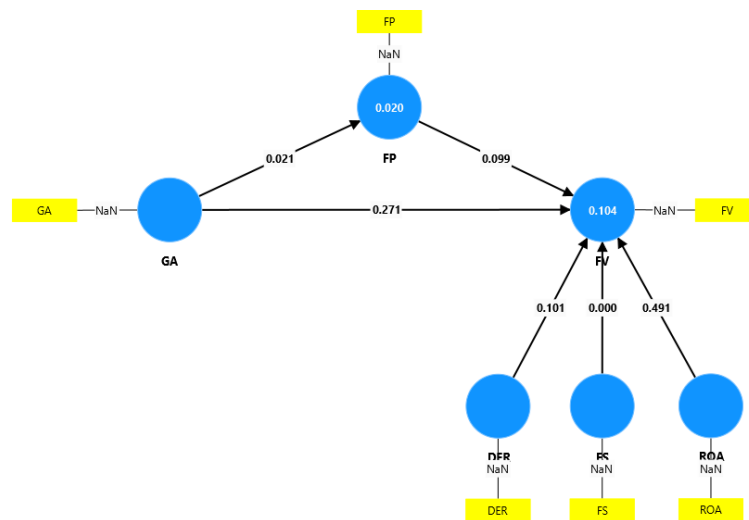 FP
NaN
0.020
FP
0.021
0.099
GA
NaN
0.271
0.104
NaN
FV
GA
FV
0.101
0.000
0.491
DER
FS
ROA
NaN
NaN
NaN
DER
FS
ROA